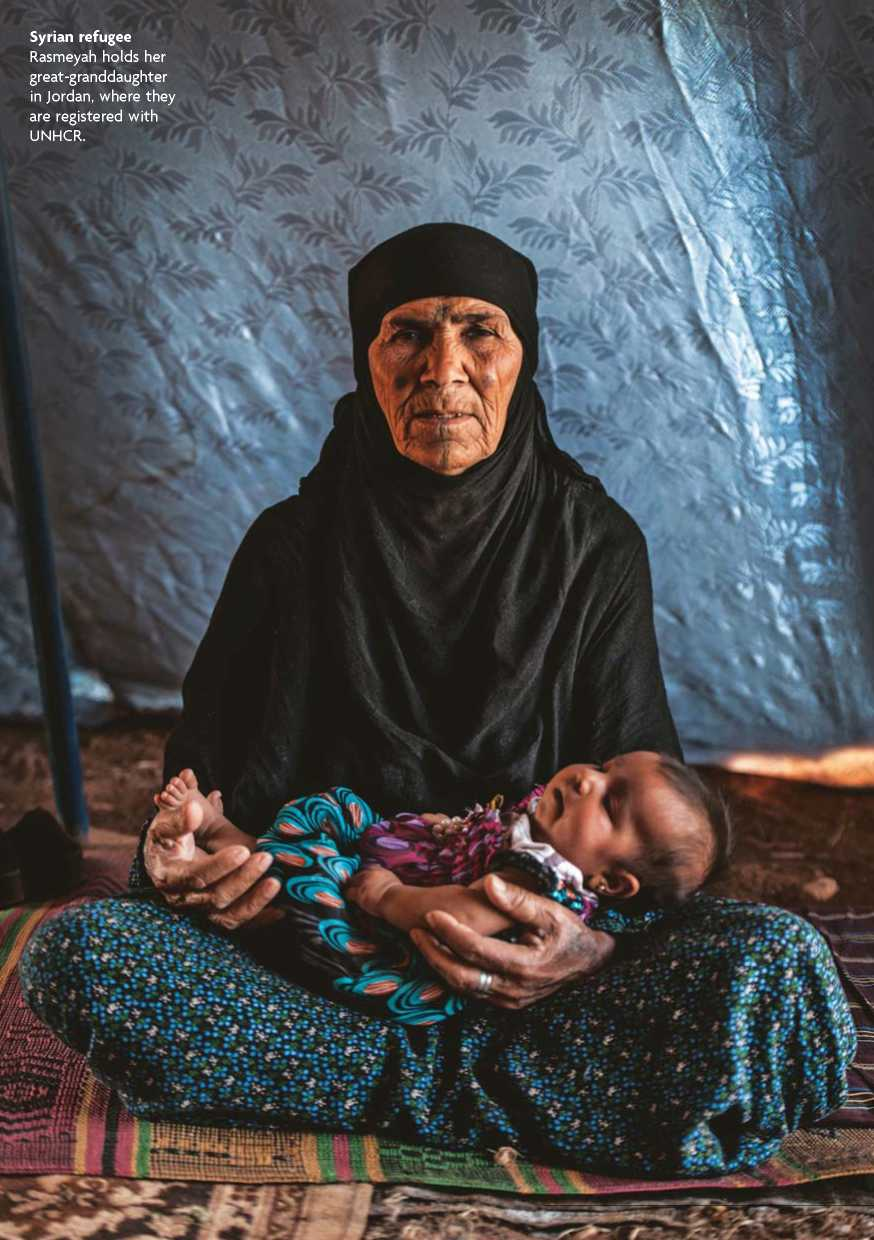 Syrian refugee
Rasmeyah holds her
great-granddaughter
in Jordan, where they
are registered with
UNHCR.